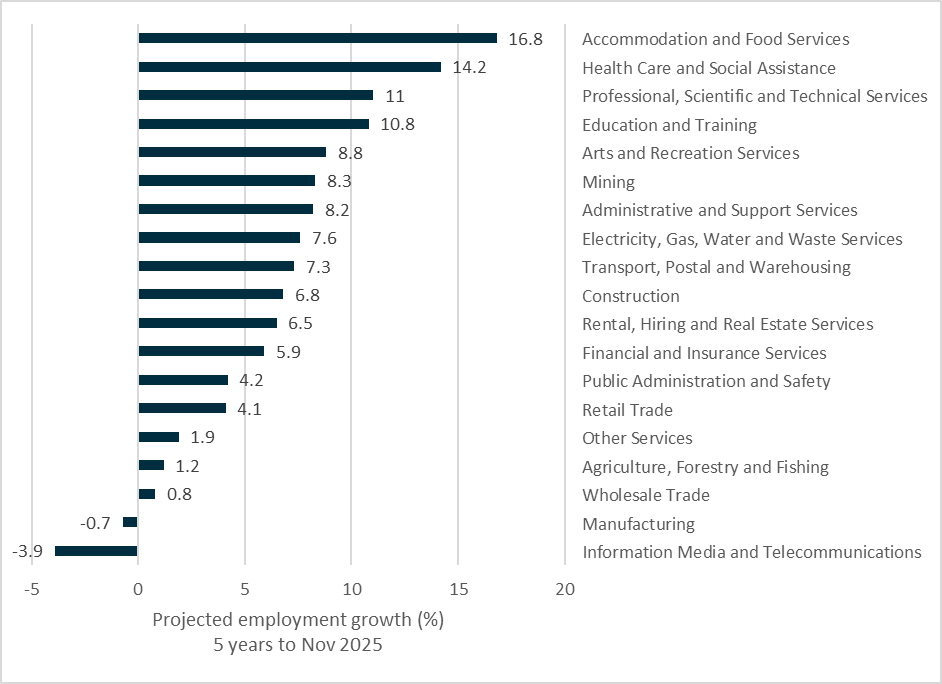 16.8 Accommodation and Food Services
14.2 Health Care and Social Assistance
11 Professional, Scientific and Technical Services
10.8 Education and Training
8.8 Arts and Recreation Services
8.3 Mining
8.2 Administrative and Support Services
7.6 Electricity, Gas, Water and Waste Services
7.3 Transport, Postal and Warehousing
6.8 Construction
6.5 Rental, Hiring and Real Estate Services
5.9 Financial and Insurance Services
4.2 Public Administration and Safety
4.1 Retail Trade
1.9 Other Services
1.2 Agriculture, Forestry and Fishing
0.8 Wholesale Trade
-0.7 Manufacturing
-3.9 Information Media and Telecommunications
-5 0 5 10 15 20
Projected employment growth (%)
5 years to Nov 2025